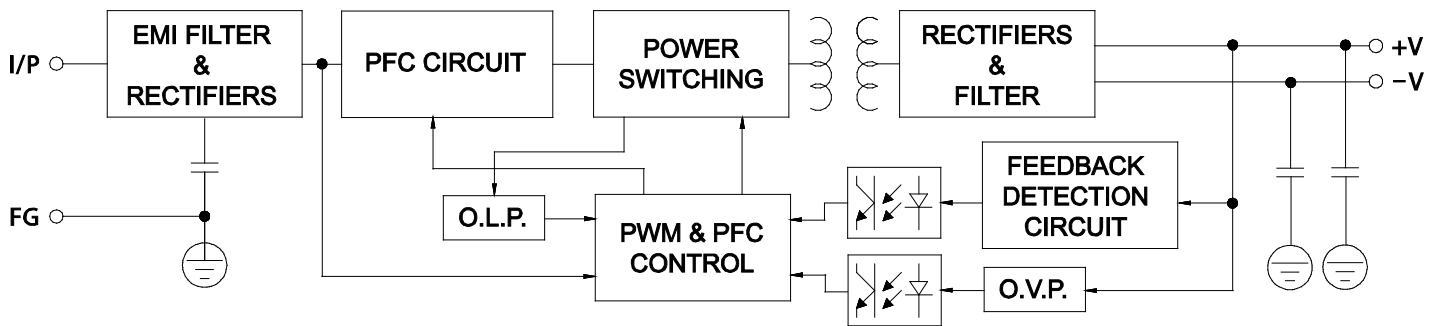 I/P
EMI FILTER
&
RECTIFIERS
PFC CIRCUIT
POWER
SWITCHING
RECTIFIERS
&
FILTER
+V
−V
FG
O.L.P.
PWM & PFC
CONTROL
FEEDBACK
DETECTION
CIRCUIT
O.V.P.